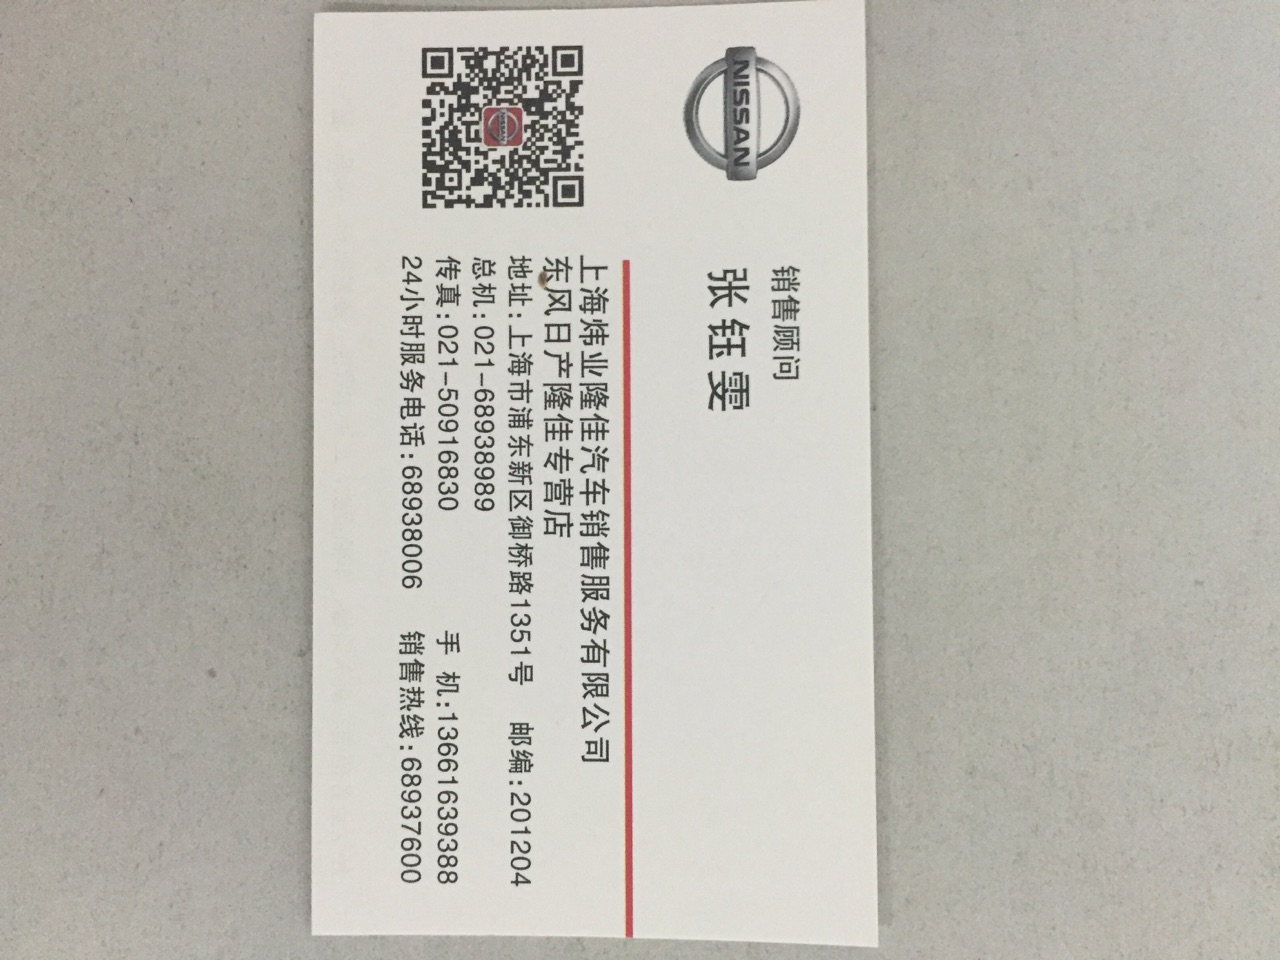 NISSAN
销售顾问
张钰雯
上海炜业隆佳汽车销售服务有限公司
东风日产隆佳专营店
地址:上海市浦东新区御桥路1351号 邮编:201204
总机:021-68938989
传真:021-50916830 手 机:13661639388
24小时服务电话:68938006 销售热线:68937600